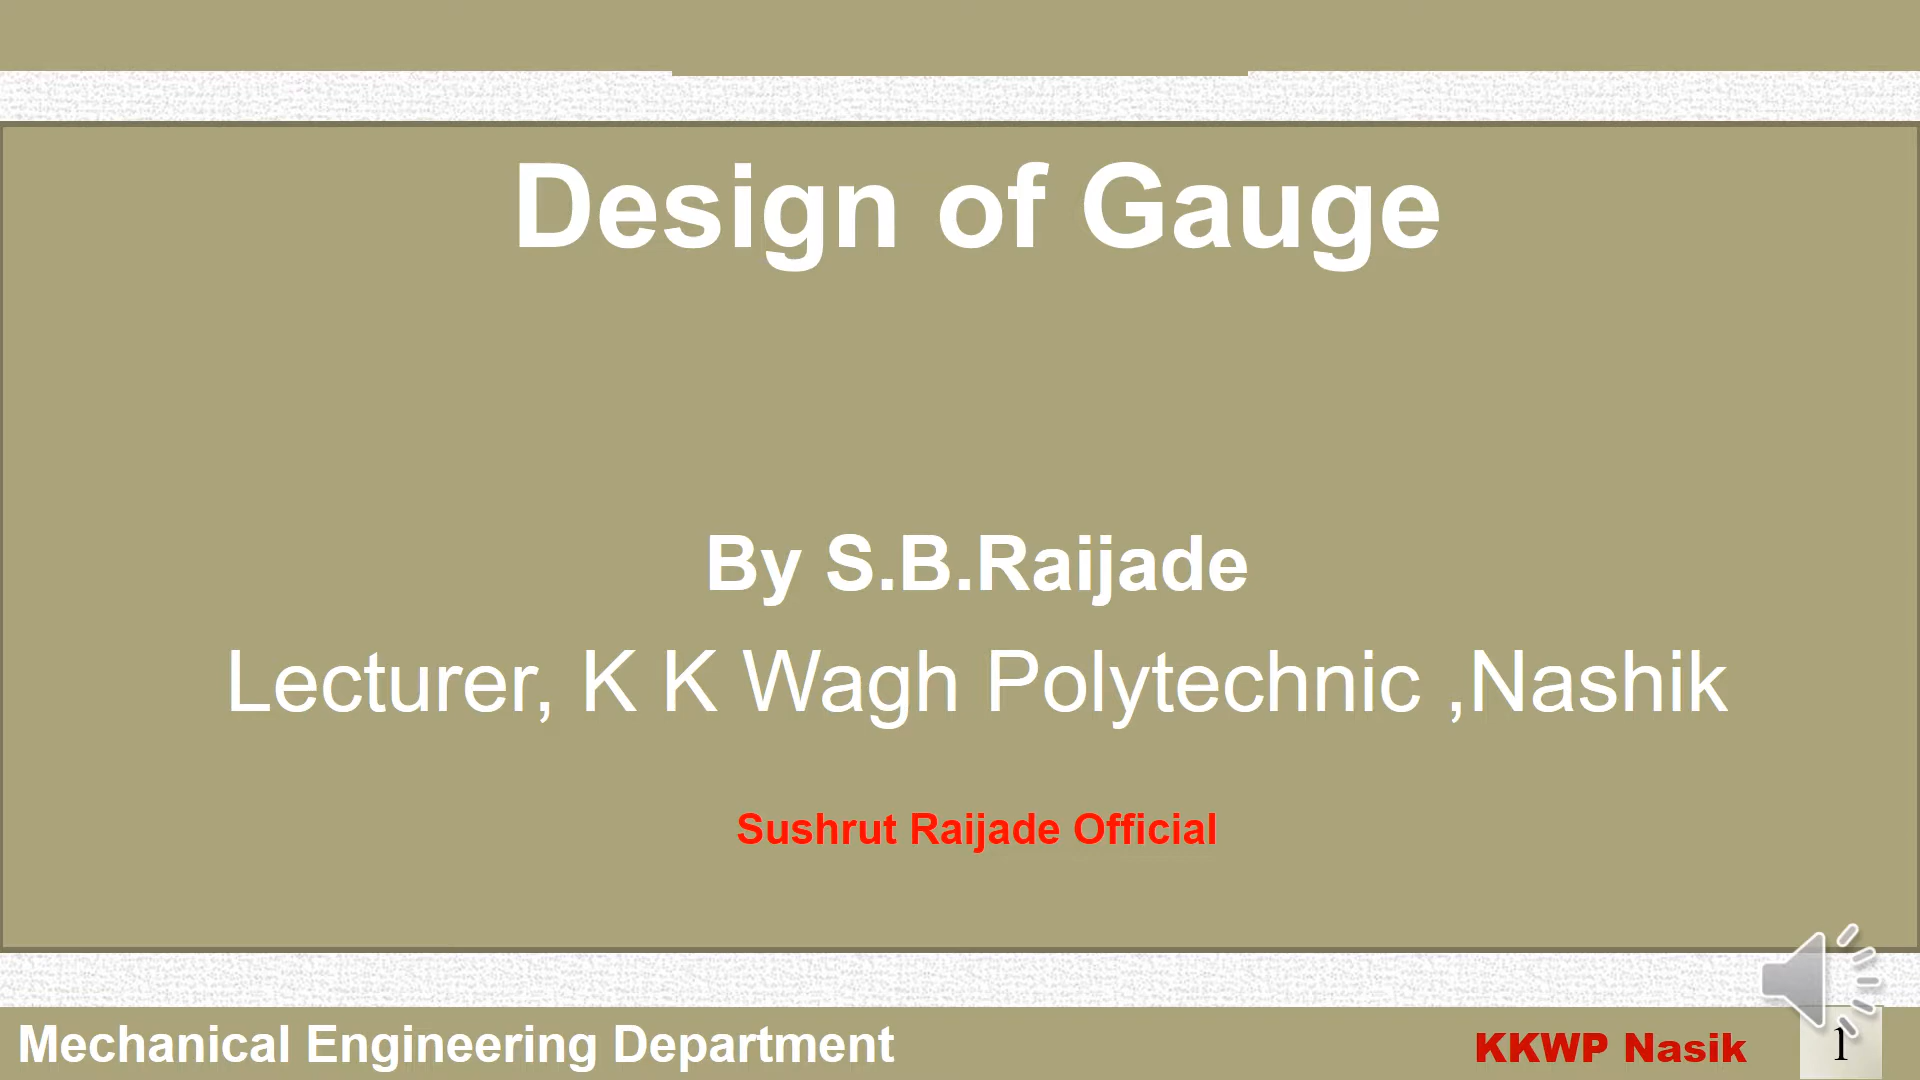 Design of Gauge
By S.B.Raijade
Lecturer, K K Wagh Polytechnic ,Nashik
Sushrut Raijade Official
Mechanical Engineering Department
KKWP Nasik
1